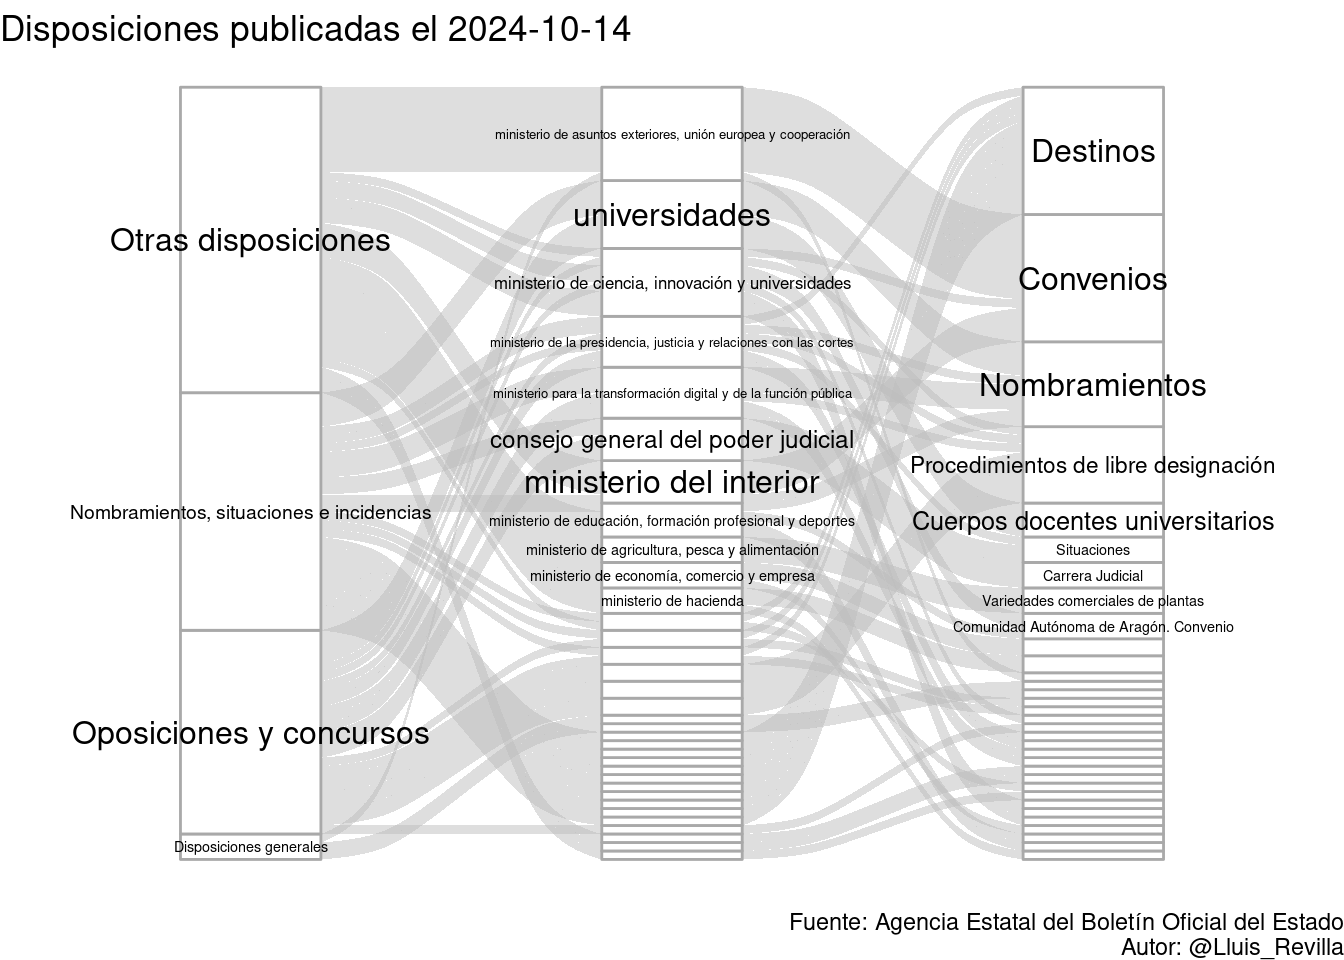 Disposiciones publicadas el 2024-10-14
Otras disposiciones
Nombramientos, situaciones e incidencias
Oposiciones y concursos
Disposiciones generales
ministerio de asuntos exteriores, unión europea y cooperación
universidades
ministerio de ciencia, innovación y universidades
ministerio de la presidencia, justicia y relaciones con las cortes
ministerio para la transformación digital y de la función pública
consejo general del poder judicial
ministerio del interior
ministerio de educación, formación profesional y deportes
ministerio de agricultura, pesca y alimentación
ministerio de economía, comercio y empresa
ministerio de hacienda
Destinos
Convenios
Nombramientos
Procedimientos de libre designación
Cuerpos docentes universitarios
Situaciones
Carrera Judicial
Variedades comerciales de plantas
Comunidad Autónoma de Aragón. Convenio
Fuente: Agencia Estatal del Boletín Oficial del Estado
Autor: @Lluis_Revilla